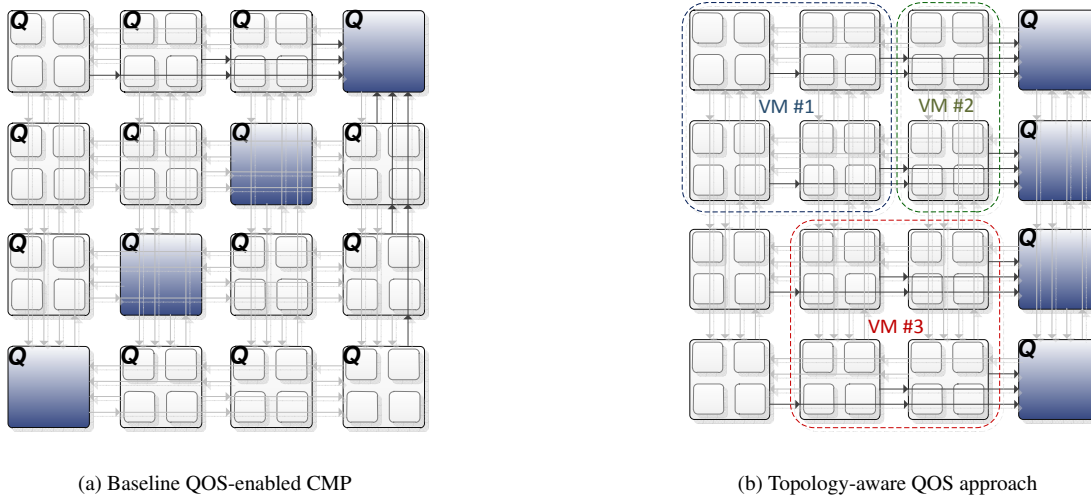 Q Q Q Q Q
VM #1 VM #2
Q Q Q Q Q
Q Q Q Q Q
VM #3
Q Q Q Q Q
(a) Baseline QOS-enabled CMP (b) Topology-aware QOS approach